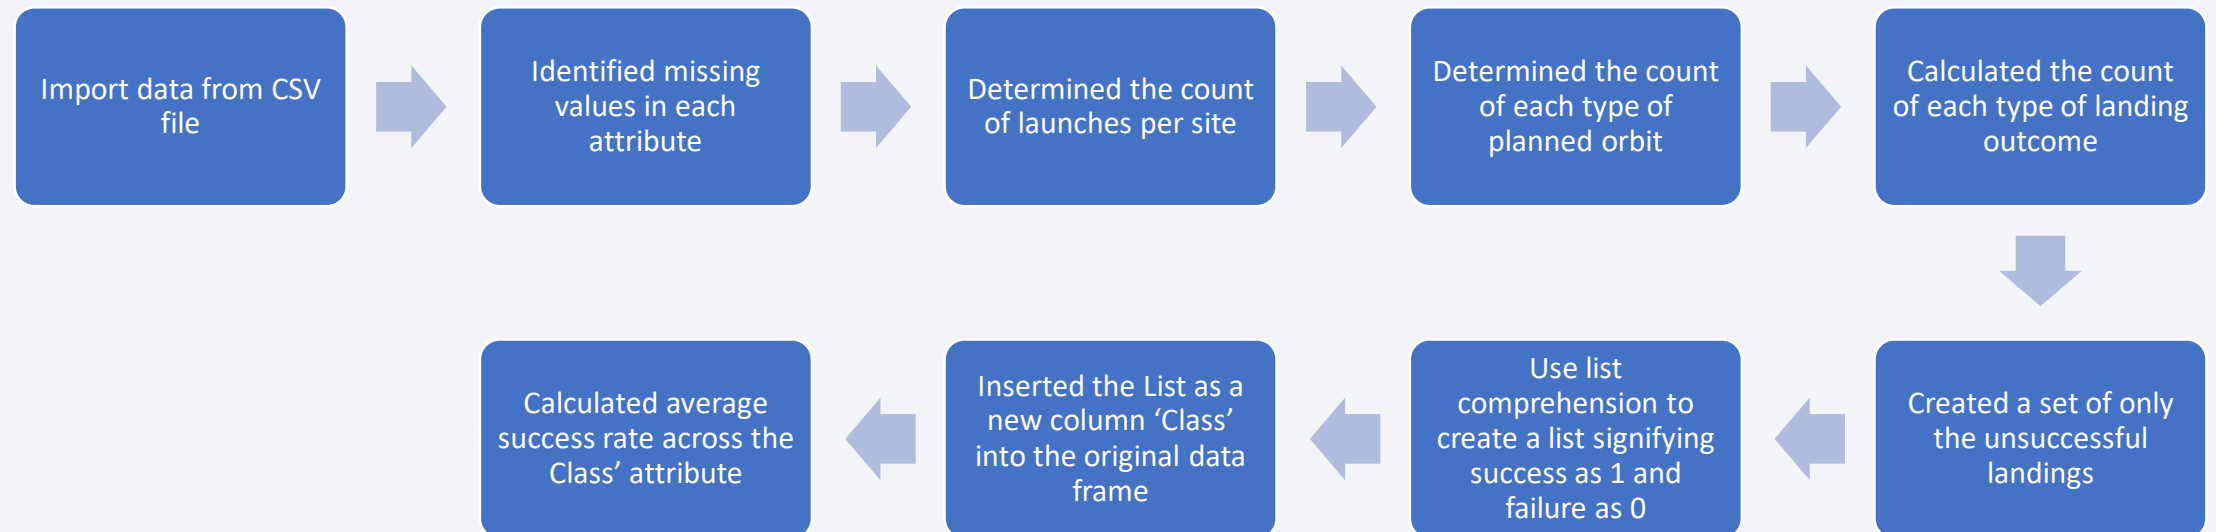 Import data from CSV
file
Identified missing
values in each
attribute
Determined the count
of launches per site
Determined the count
of each type of
planned orbit
Calculated the count
of each type of landing
outcome
Created a set of only
the unsuccessful
landings
Use list
comprehension to
create a list signifying
success as 1 and
failure as 0
Inserted the List as a
new column ‘Class’
into the original data
frame
Calculated average
success rate across the
Class’ attribute